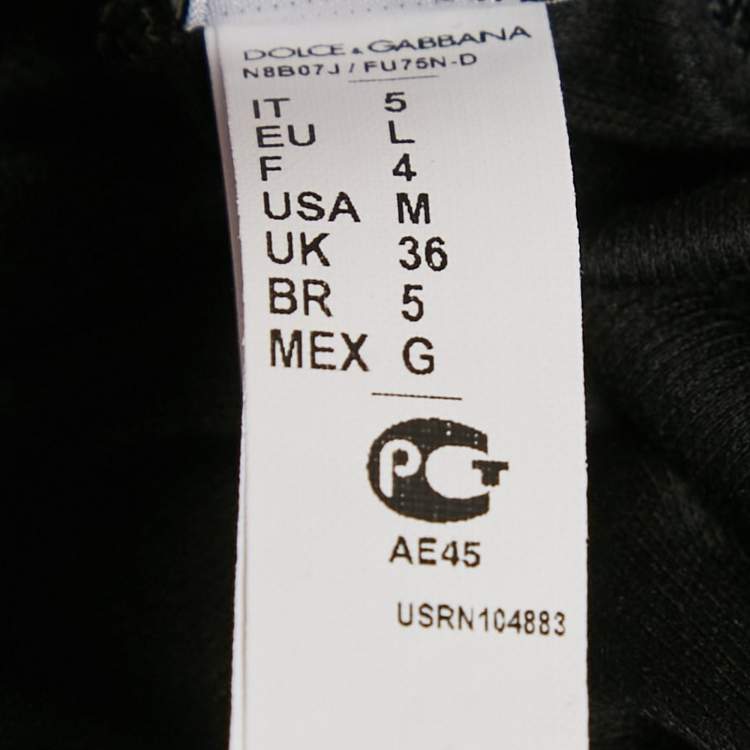 DOLCE & GABBANA
N8B07J / FU75N-D
IT 5
EU L
F 4
USA M
UK 36
BR 5
MEX G
PCT
AE45
USRN104883